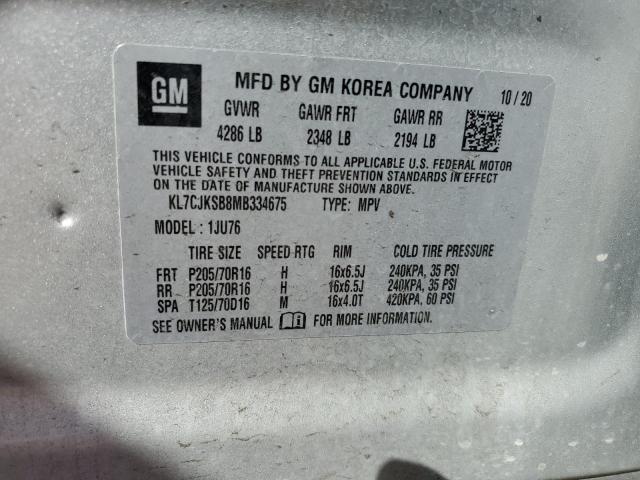 GM MFD BY GM KOREA COMPANY 10/20
GVWR GAWR FRT GAWR RR
4286 LB 2348 LB 2194 LB
THIS VEHICLE CONFORMS TO ALL APPLICABLE U.S. FEDERAL MOTOR
VEHICLE SAFETY AND THEFT PREVENTION STANDARDS IN EFFECT
ON THE DATE OF MANUFACTURE SHOWN ABOVE.
KL7CJKSB8MB334675 TYPE: MPV
MODEL: 1JU76
TIRE SIZE SPEED RTG RIM COLD TIRE PRESSURE
FRT P205/70R16 H 16x6.5J 240KPA, 35 PSI
RR P205/70R16 H 16x6.5J 240KPA, 35 PSI
SPA T125/70D16 M 16x4.0T 420KPA, 60 PSI
SEE OWNER'S MANUAL FOR MORE INFORMATION.